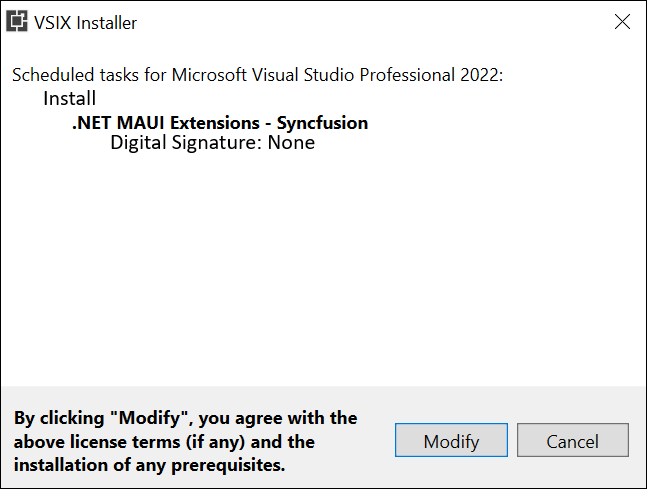 VSIX Installer
Scheduled tasks for Microsoft Visual Studio Professional 2022:
Install
.NET MAUI Extensions - Syncfusion
Digital Signature: None
By clicking "Modify", you agree with the
above license terms (if any) and the
installation of any prerequisites.
Modify
Cancel